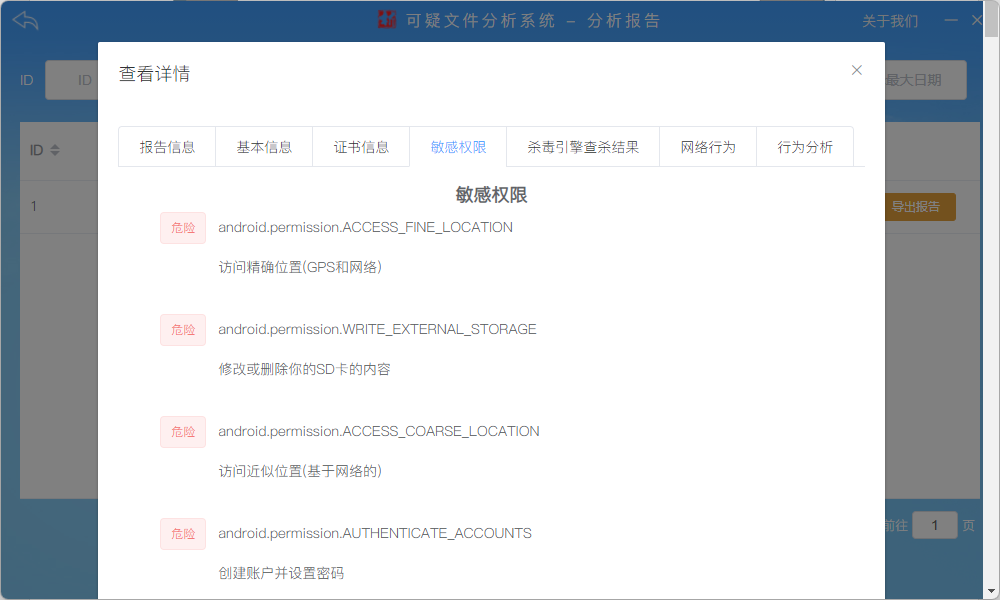 可疑文件分析系统 – 分析报告
关于我们
查看详情
ID
ID
最大日期
报告信息
基本信息
证书信息
敏感权限
杀毒引擎查杀结果
网络行为
行为分析
ID
敏感权限
1
导出报告
危险
android.permission.ACCESS_FINE_LOCATION
访问精确位置(GPS和网络)
危险
android.permission.WRITE_EXTERNAL_STORAGE
修改或删除你的SD卡的内容
危险
android.permission.ACCESS_COARSE_LOCATION
访问近似位置(基于网络的)
危险
android.permission.AUTHENTICATE_ACCOUNTS
创建账户并设置密码
前往
1
页